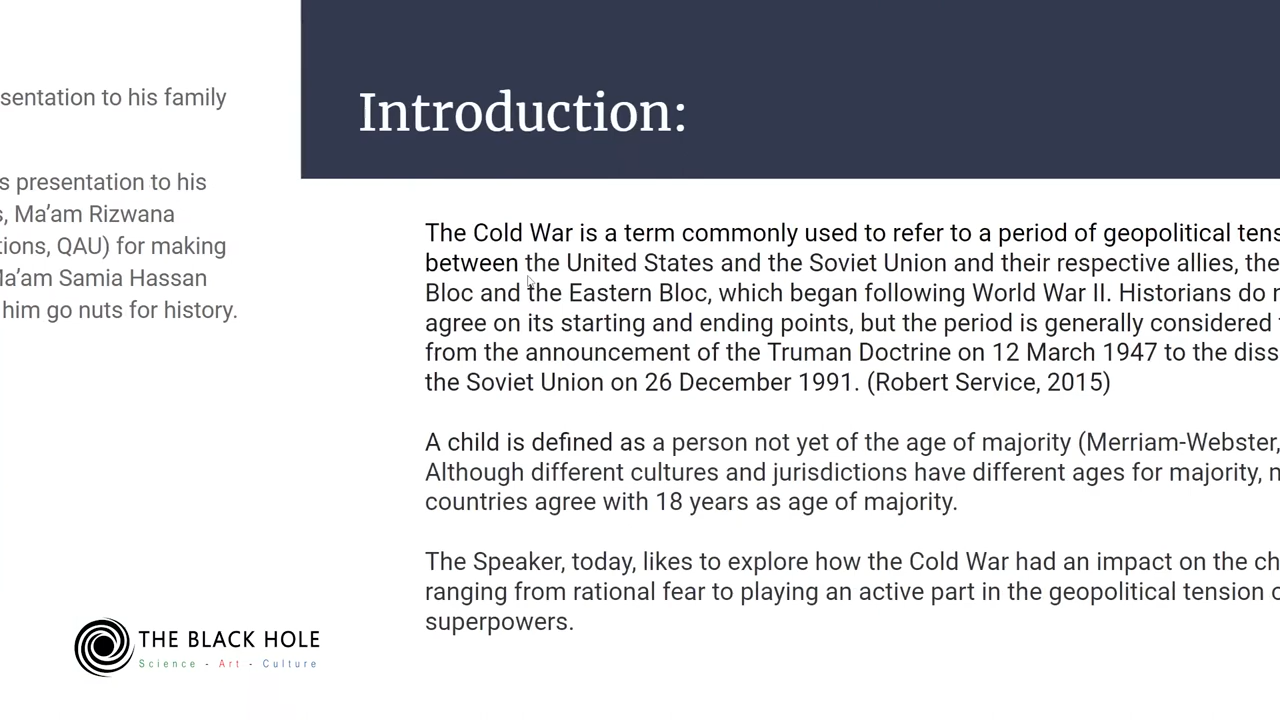 sentation to his family
s presentation to his
s, Ma’am Rizwana
tions, QAU) for making
Ma’am Samia Hassan
him go nuts for history.
Introduction:
The Cold War is a term commonly used to refer to a period of geopolitical tens
between the United States and the Soviet Union and their respective allies, the
Bloc and the Eastern Bloc, which began following World War II. Historians do n
agree on its starting and ending points, but the period is generally considered
from the announcement of the Truman Doctrine on 12 March 1947 to the diss
the Soviet Union on 26 December 1991. (Robert Service, 2015)
A child is defined as a person not yet of the age of majority (Merriam-Webster,
Although different cultures and jurisdictions have different ages for majority,
countries agree with 18 years as age of majority.
The Speaker, today, likes to explore how the Cold War had an impact on the ch
ranging from rational fear to playing an active part in the geopolitical tension
superpowers.
THE BLACK HOLE
Science - Art - Culture